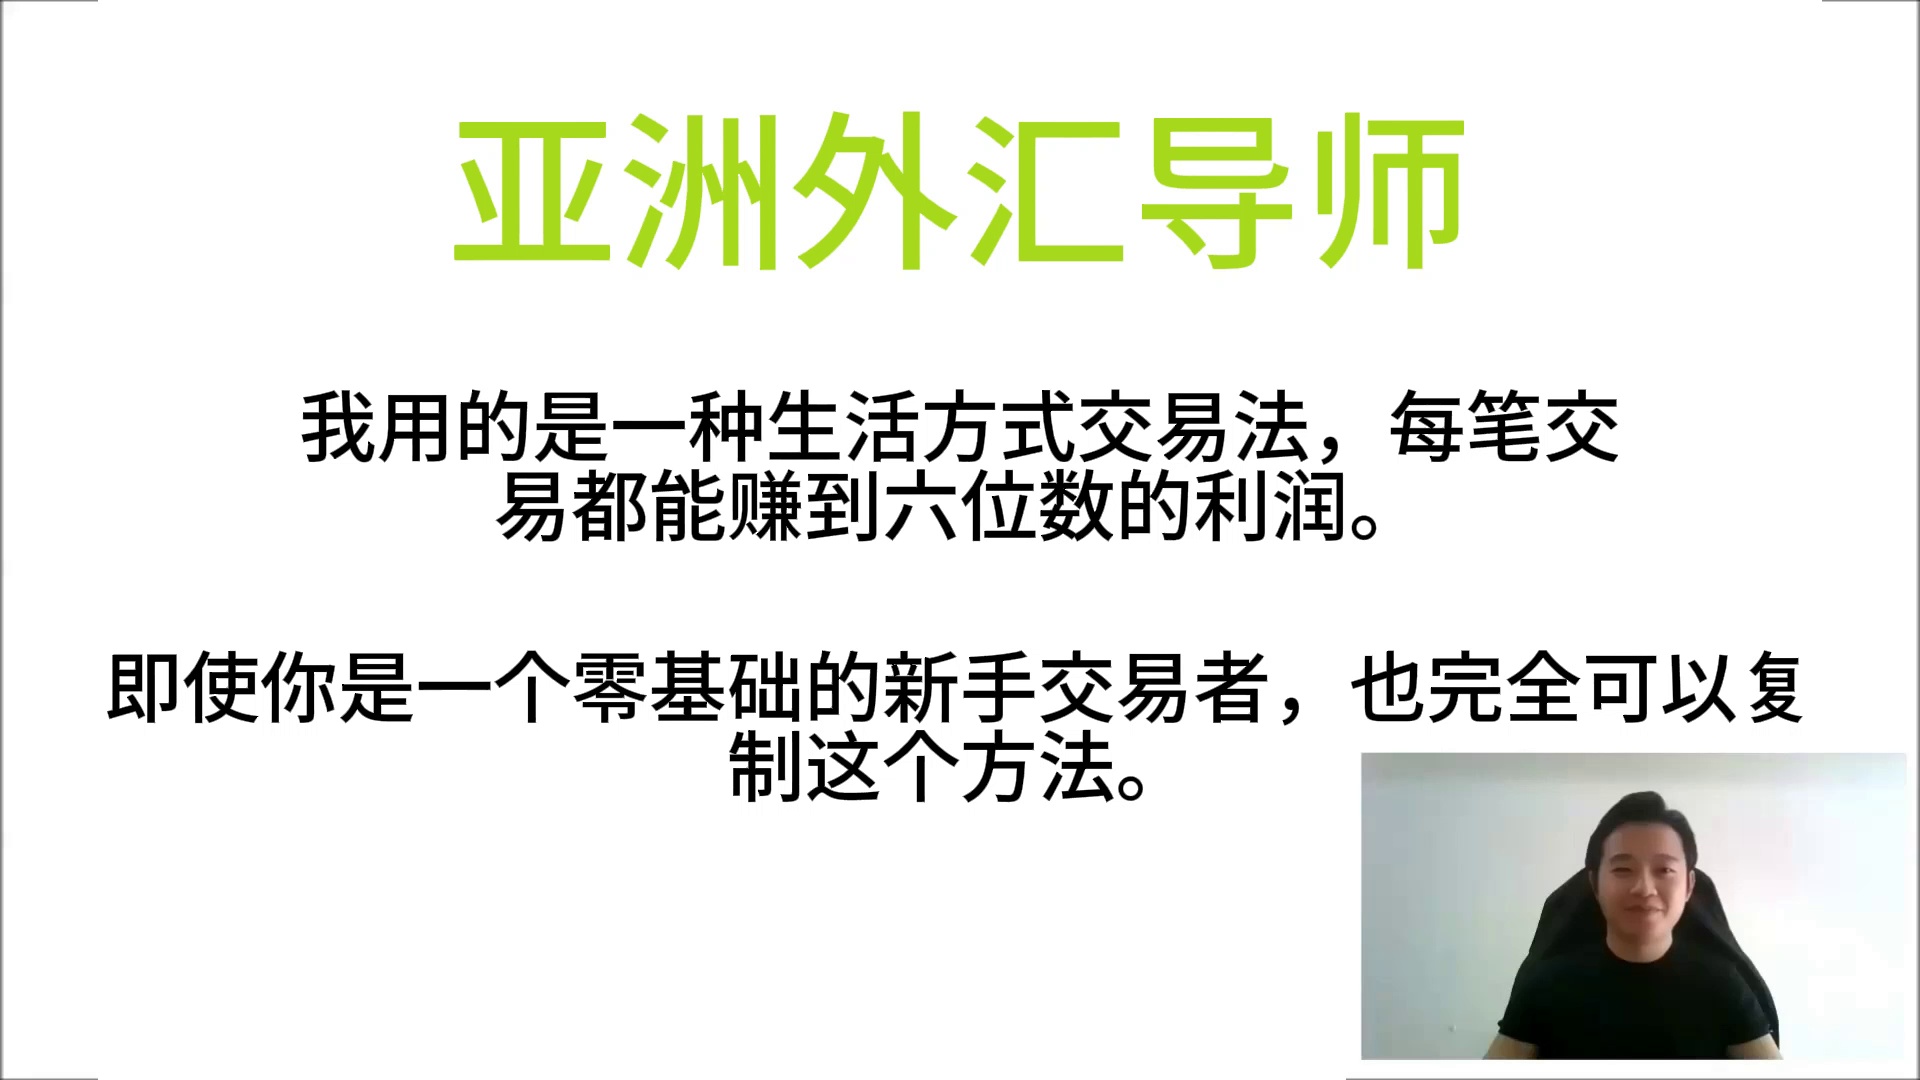 亚洲外汇导师
我用的是一种生活方式交易法，每笔交
易都能赚到六位数的利润。
即使你是一个零基础的新手交易者，也完全可以复
制这个方法。